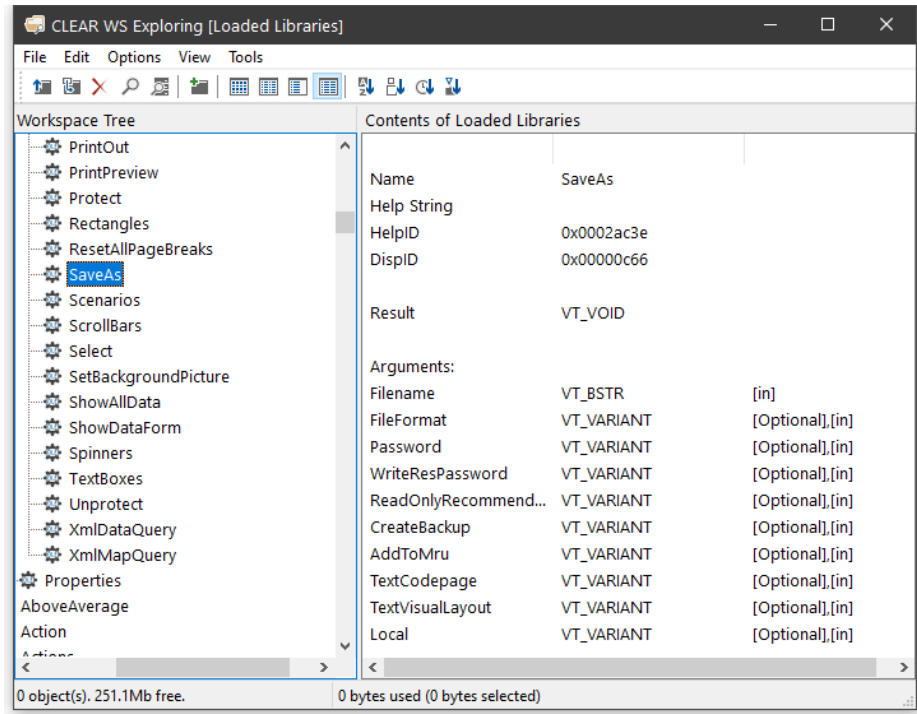 CLEAR WS Exploring [Loaded Libraries]
File Edit Options View Tools
Workspace Tree
PrintOut
PrintPreview
Protect
Rectangles
ResetAllPageBreaks
SaveAs
Scenarios
ScrollBars
Select
SetBackgroundPicture
ShowAllData
ShowDataForm
Spinners
TextBoxes
Unprotect
XmlDataQuery
XmlMapQuery
Properties
AboveAverage
Action
Actions
Contents of Loaded Libraries
Name SaveAs
Help String
HelpID 0x0002ac3e
DispID 0x00000c66
Result VT_VOID
Arguments:
Filename VT_BSTR [in]
FileFormat VT_VARIANT [Optional],[in]
Password VT_VARIANT [Optional],[in]
WriteResPassword VT_VARIANT [Optional],[in]
ReadOnlyRecommend... VT_VARIANT [Optional],[in]
CreateBackup VT_VARIANT [Optional],[in]
AddToMru VT_VARIANT [Optional],[in]
TextCodepage VT_VARIANT [Optional],[in]
TextVisualLayout VT_VARIANT [Optional],[in]
Local VT_VARIANT [Optional],[in]
0 object(s). 251.1Mb free. 0 bytes used (0 bytes selected)